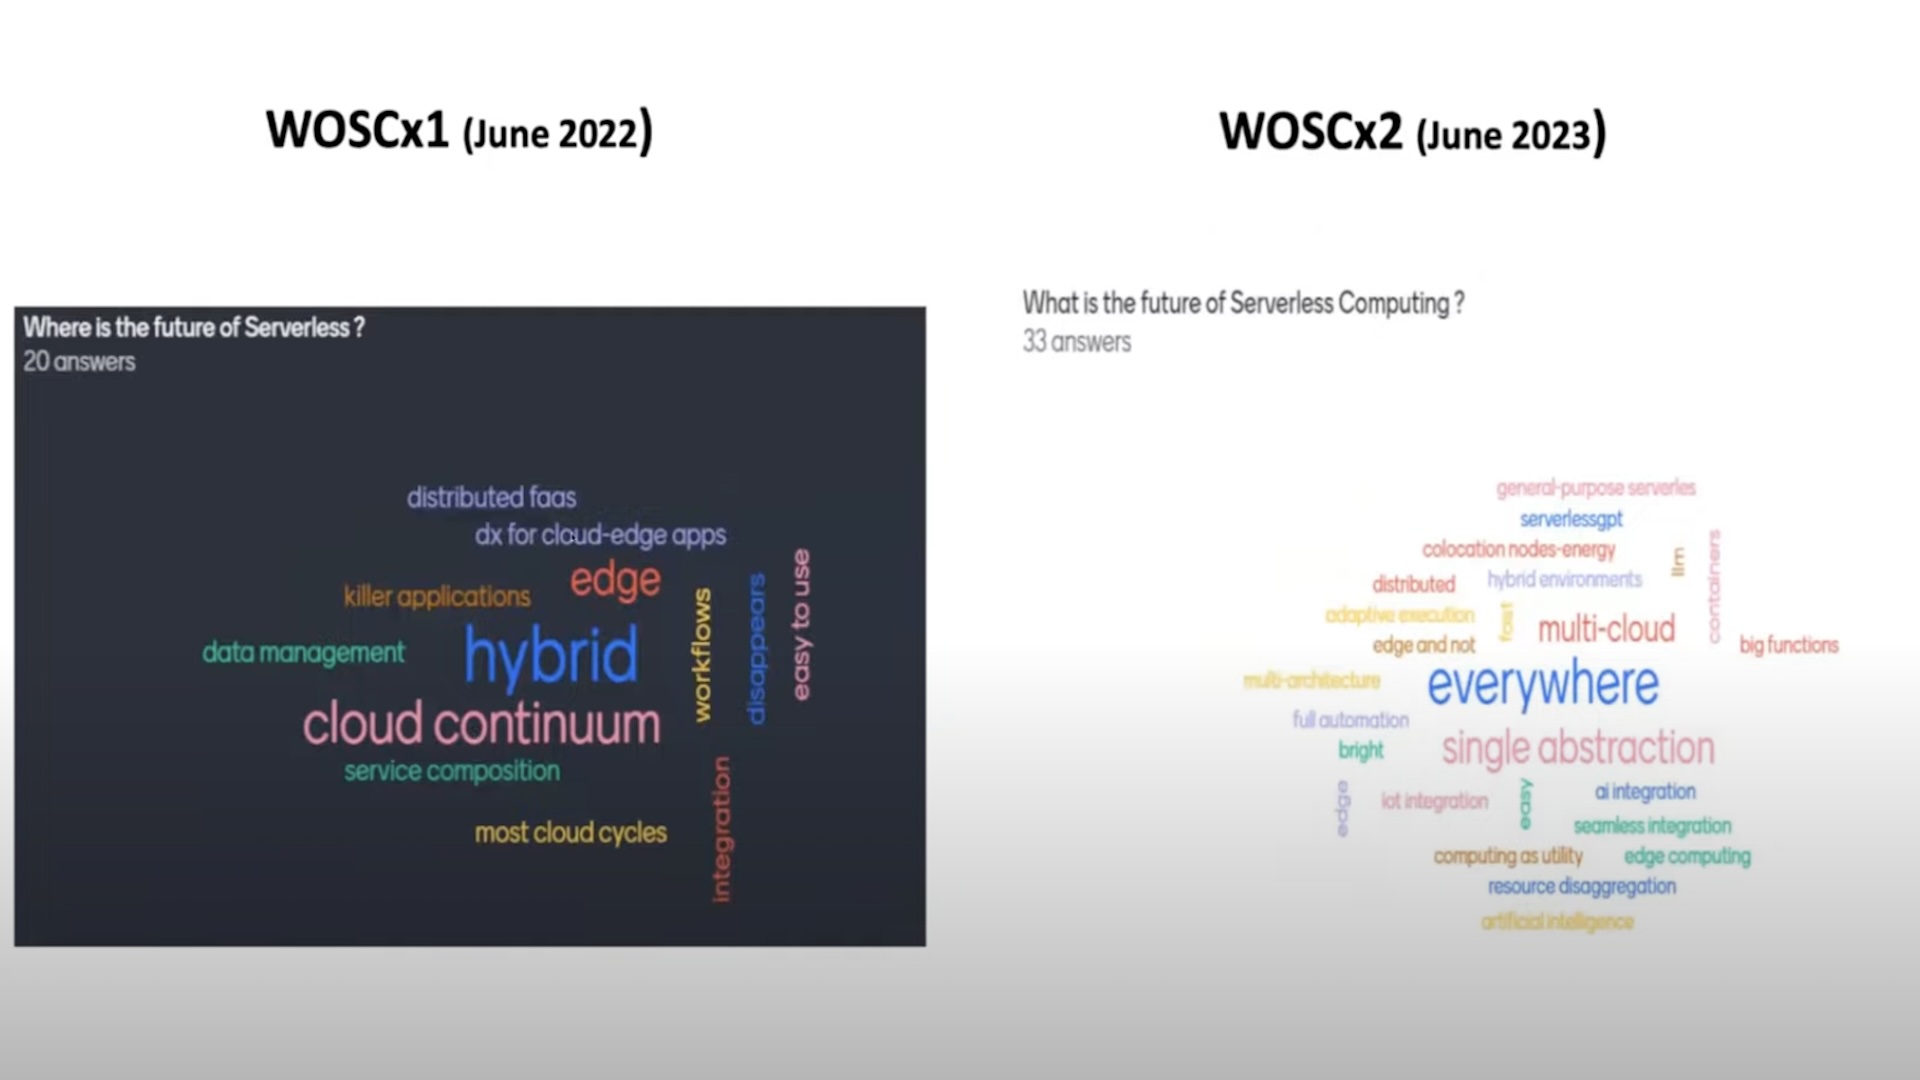 WOSCx1 (June 2022)
WOSCx2 (June 2023)
Where is the future of Serverless ?
20 answers
distributed faas
dx for cloud-edge apps
edge
killer applications
hybrid
data management
workflows
disappears
easy to use
cloud continuum
service composition
integration
most cloud cycles
What is the future of Serverless Computing ?
33 answers
general-purpose serverles
serverlessgpt
colocation nodes-energy
llm
containers
distributed
hybrid environments
adaptive execution
fast
multi-cloud
edge and not
big functions
multi-architecture
everywhere
full automation
bright
single abstraction
edge
iot integration
easy
ai integration
seamless integration
computing as utility
edge computing
resource disaggregation
artificial intelligence